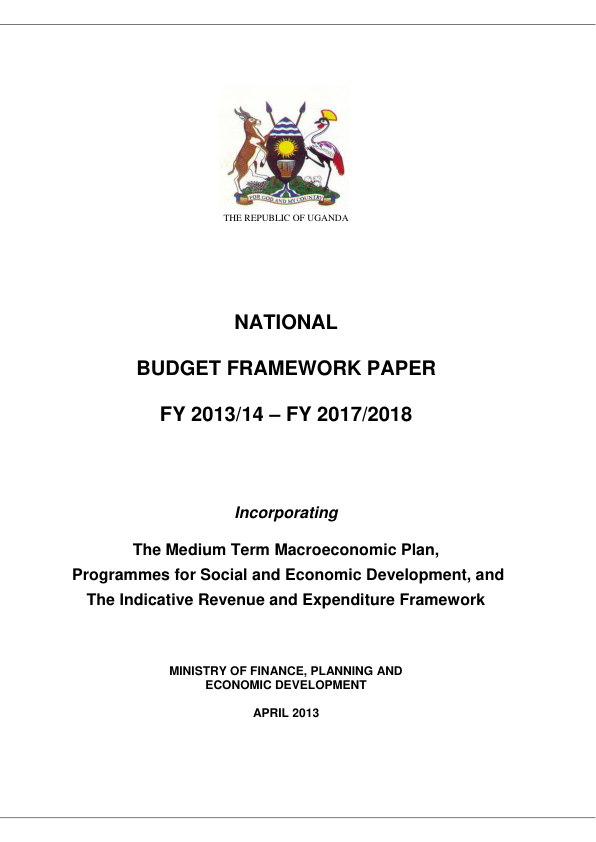 FOR GOD AND MY COUNTRY
THE REPUBLIC OF UGANDA
NATIONAL
BUDGET FRAMEWORK PAPER
FY 2013/14 – FY 2017/2018
Incorporating
The Medium Term Macroeconomic Plan,
Programmes for Social and Economic Development, and
The Indicative Revenue and Expenditure Framework
MINISTRY OF FINANCE, PLANNING AND
ECONOMIC DEVELOPMENT
APRIL 2013